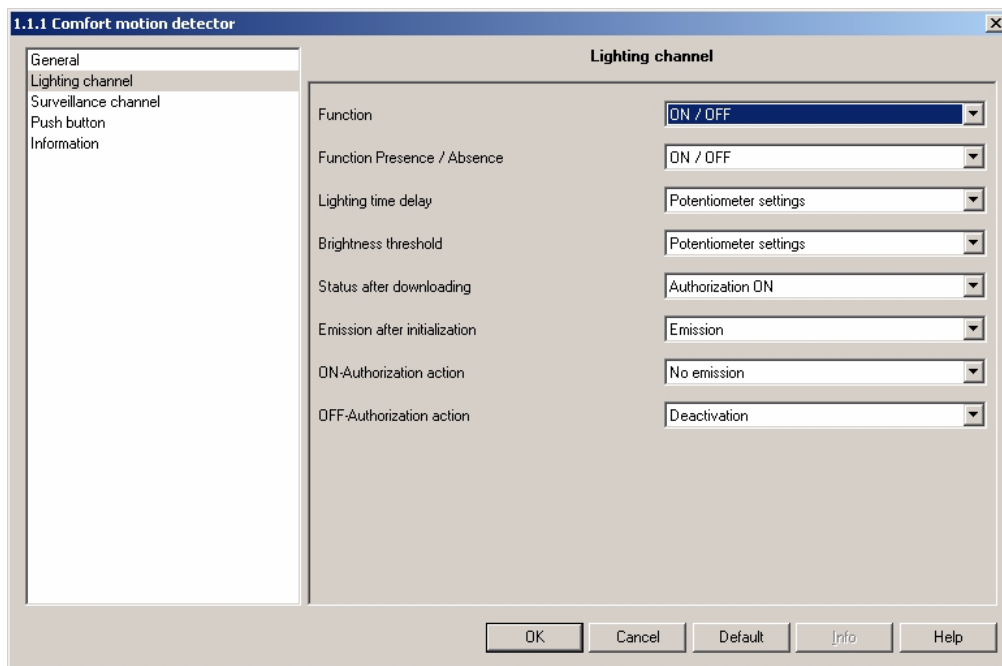 1.1.1 Comfort motion detector
General
Lighting channel
Surveillance channel
Push button
Information
Lighting channel
Function ON / OFF
Function Presence / Absence ON / OFF
Lighting time delay Potentiometer settings
Brightness threshold Potentiometer settings
Status after downloading Authorization ON
Emission after initialization Emission
ON-Authorization action No emission
OFF-Authorization action Deactivation
OK Cancel Default Info Help